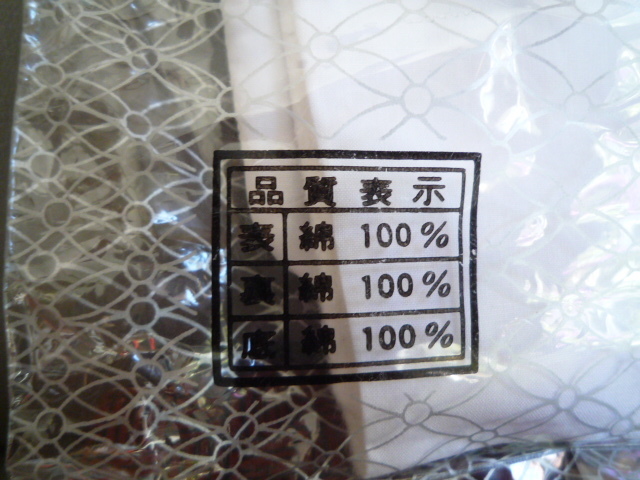 品質表示
表 綿 100%
裏 綿 100%
底 綿 100%